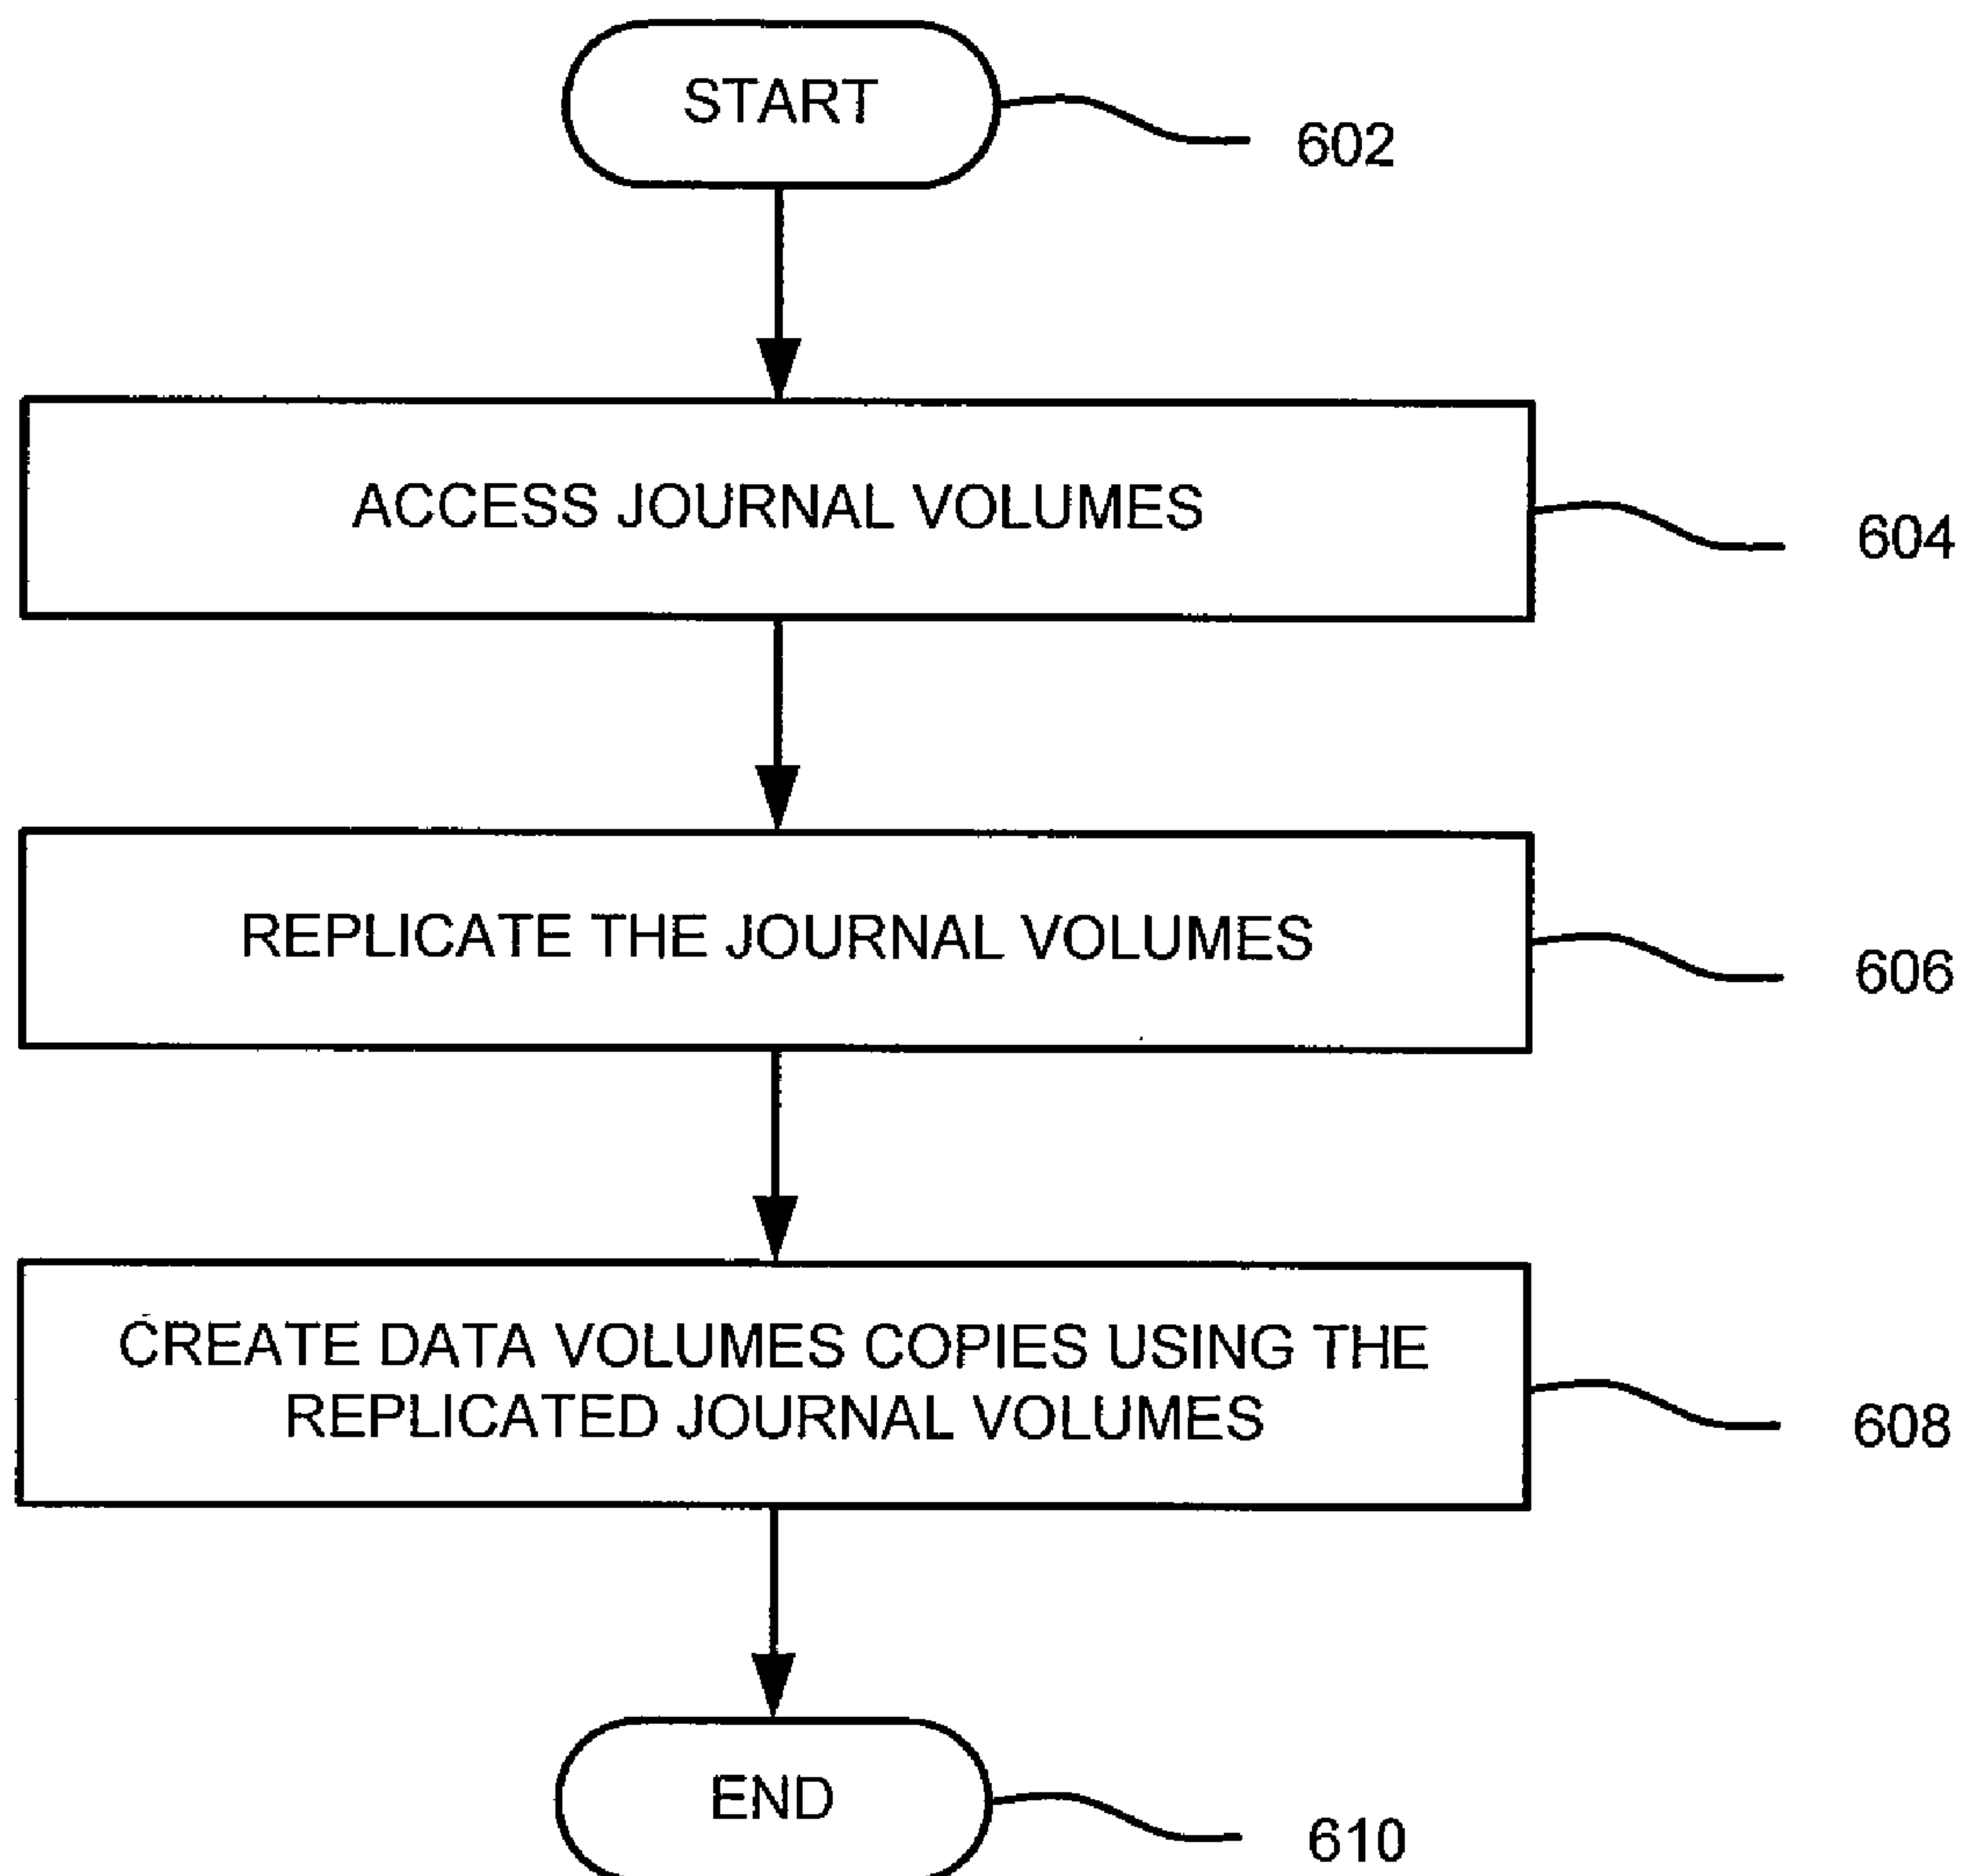 START
602
ACCESS JOURNAL VOLUMES
604
REPLICATE THE JOURNAL VOLUMES
606
CREATE DATA VOLUMES COPIES USING THE
REPLICATED JOURNAL VOLUMES
608
END
610